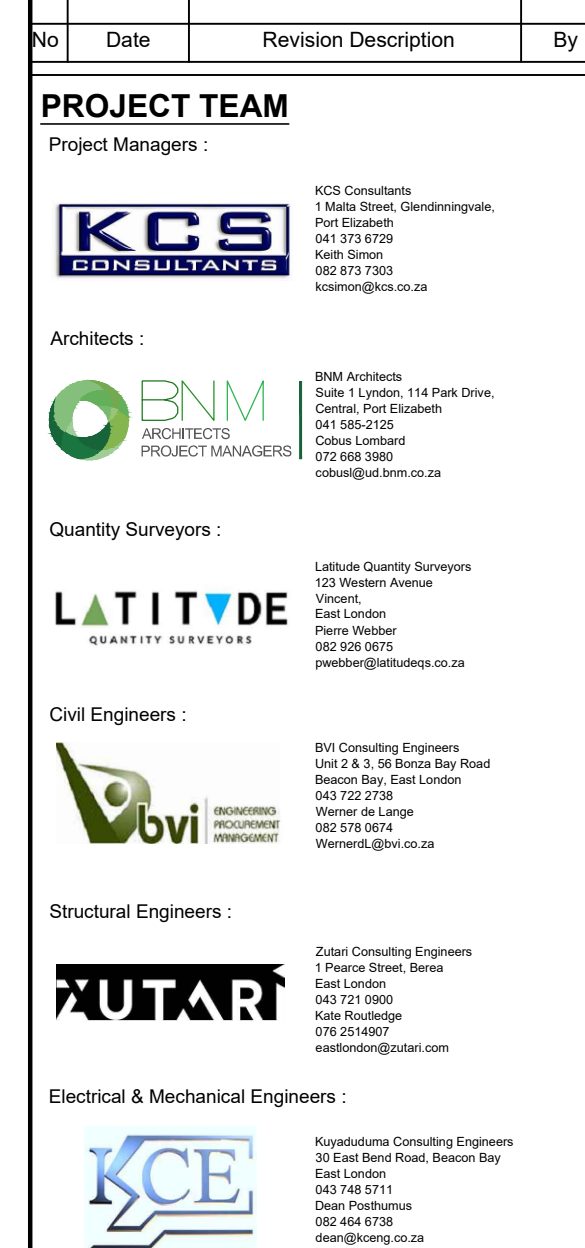 No Date Revision Description By
PROJECT TEAM
Project Managers :
KCS
CONSULTANTS
KCS Consultants
1 Malta Street, Glendinningvale,
Port Elizabeth
041 373 6729
Keith Simon
082 873 7303
kcsimon@kcs.co.za
Architects :
BNM
ARCHITECTS
PROJECT MANAGERS
BNM Architects
Suite 1 Lyndon, 114 Park Drive,
Central, Port Elizabeth
041 585-2125
Cobus Lombard
072 668 3980
cobusl@ud.bnm.co.za
Quantity Surveyors :
LATITUDE
QUANTITY SURVEYORS
Latitude Quantity Surveyors
123 Western Avenue
Vincent,
East London
Pierre Webber
082 926 0675
pwebber@latitudeqs.co.za
Civil Engineers :
bvi
ENGINEERING
PROCUREMENT
MANAGEMENT
BVI Consulting Engineers
Unit 2 & 3, 56 Bonza Bay Road
Beacon Bay, East London
043 722 2738
Werner de Lange
082 578 0674
WernerdL@bvi.co.za
Structural Engineers :
ZUTARI
Zutari Consulting Engineers
1 Pearce Street, Berea
East London
043 721 0900
Kate Routledge
076 2514907
eastlondon@zutari.com
Electrical & Mechanical Engineers :
KCE
Kuyaduduma Consulting Engineers
30 East Bend Road, Beacon Bay
East London
043 748 5711
Dean Posthumus
082 464 6738
dean@kceng.co.za